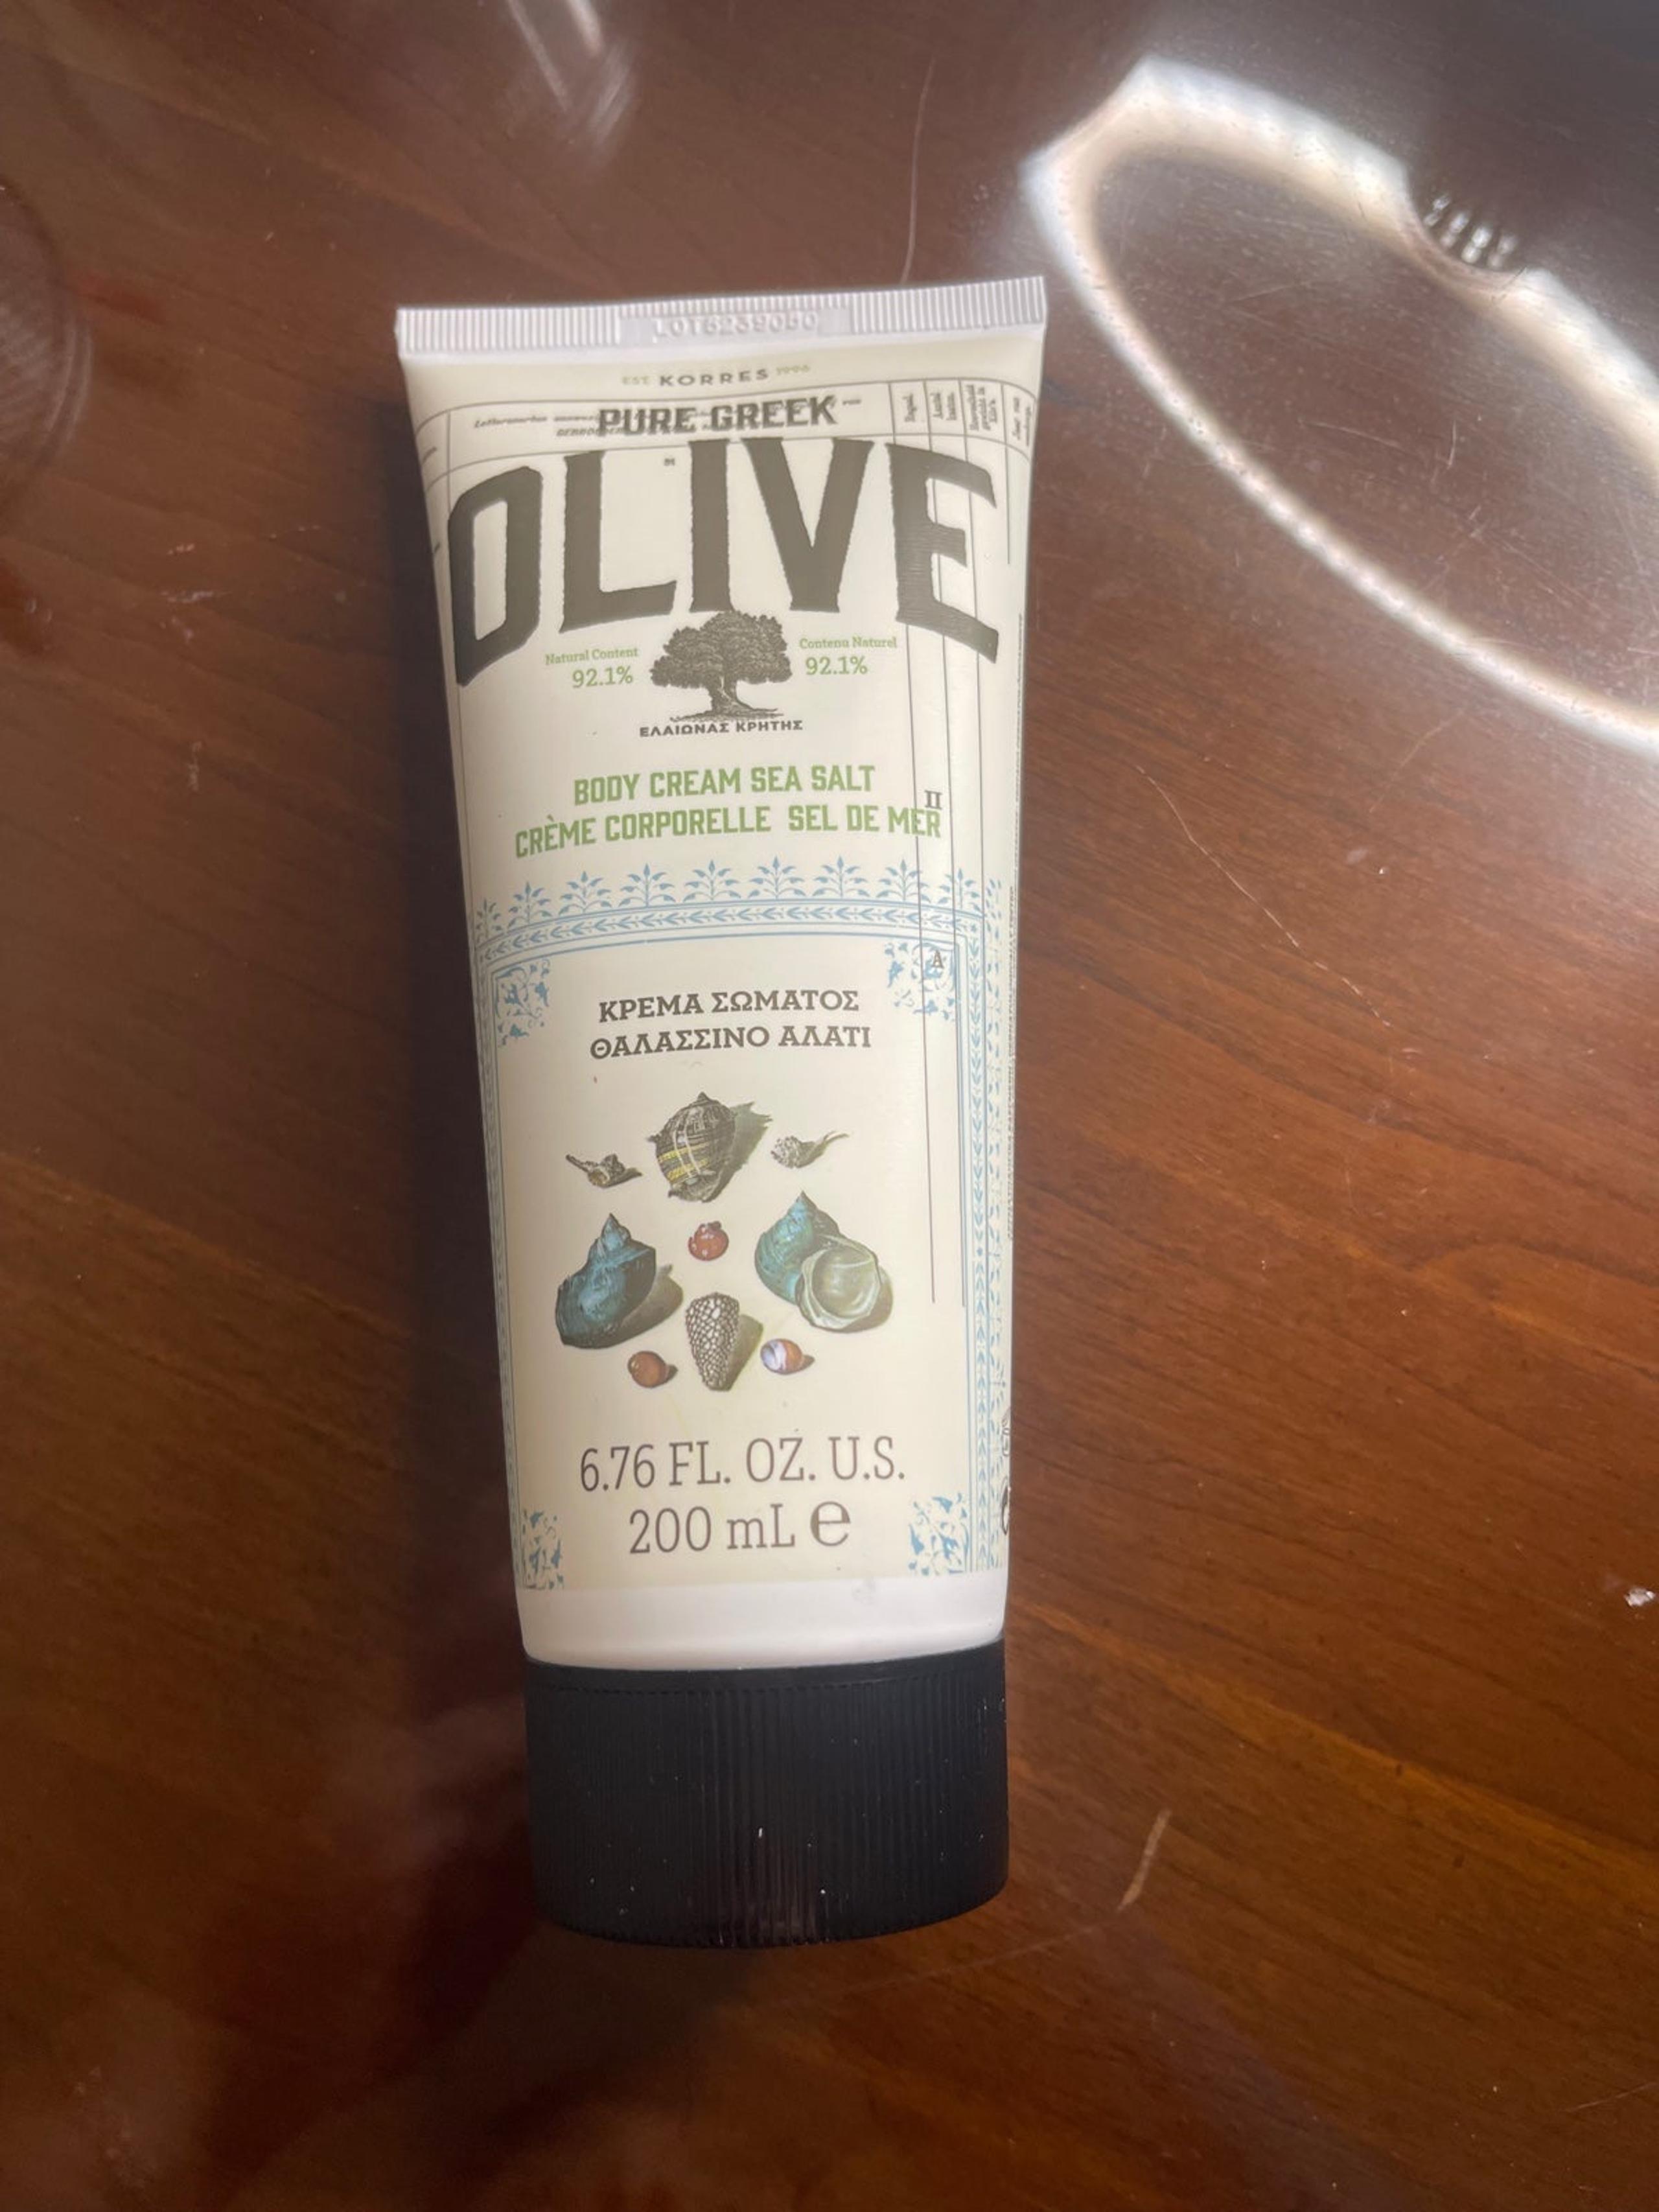 EST KORRES 1996
PURE GREEK
OLIVE
Natural Content
92.1%
Contenu Naturel
92.1%
ΕΛΑΙΩΝΑΣ ΚΡΗΤΗΣ
BODY CREAM SEA SALT
II
CRÈME CORPORELLE SEL DE MER
A
ΚΡΕΜΑ ΣΩΜΑΤΟΣ
ΘΑΛΑΣΣΙΝΟ ΑΛΑΤΙ
6.76 FL. OZ. U.S.
200 mL e